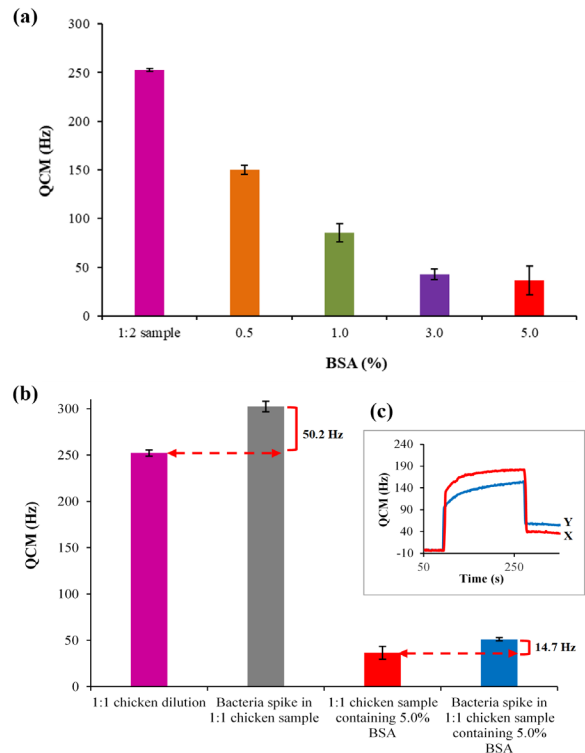 (a)
300
250
200
150
100
50
0
QCM (Hz)
1:2 sample
0.5
1.0
3.0
5.0
BSA (%)
(b)
300
250
200
150
100
50
0
QCM (Hz)
50.2 Hz
(c)
240
190
140
90
40
-10
QCM (Hz)
Y
X
50
250
Time (s)
14.7 Hz
1:1 chicken dilution
Bacteria spike in
1:1 chicken sample
1:1 chicken sample
containing 5.0%
BSA
Bacteria spike in
1:1 chicken sample
containing 5.0%
BSA